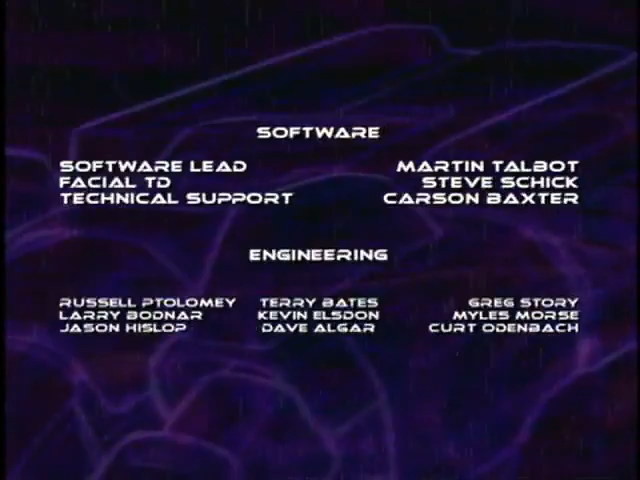 SOFTWARE
SOFTWARE LEAD MARTIN TALBOT
FACIAL TD STEVE SCHICK
TECHNICAL SUPPORT CARSON BAXTER
ENGINEERING
RUSSELL PTOLOMEY TERRY BATES GREG STORY
LARRY BODNAR KEVIN ELSDON MYLES MORSE
JASON HISLOP DAVE ALGAR CURT ODENBACH